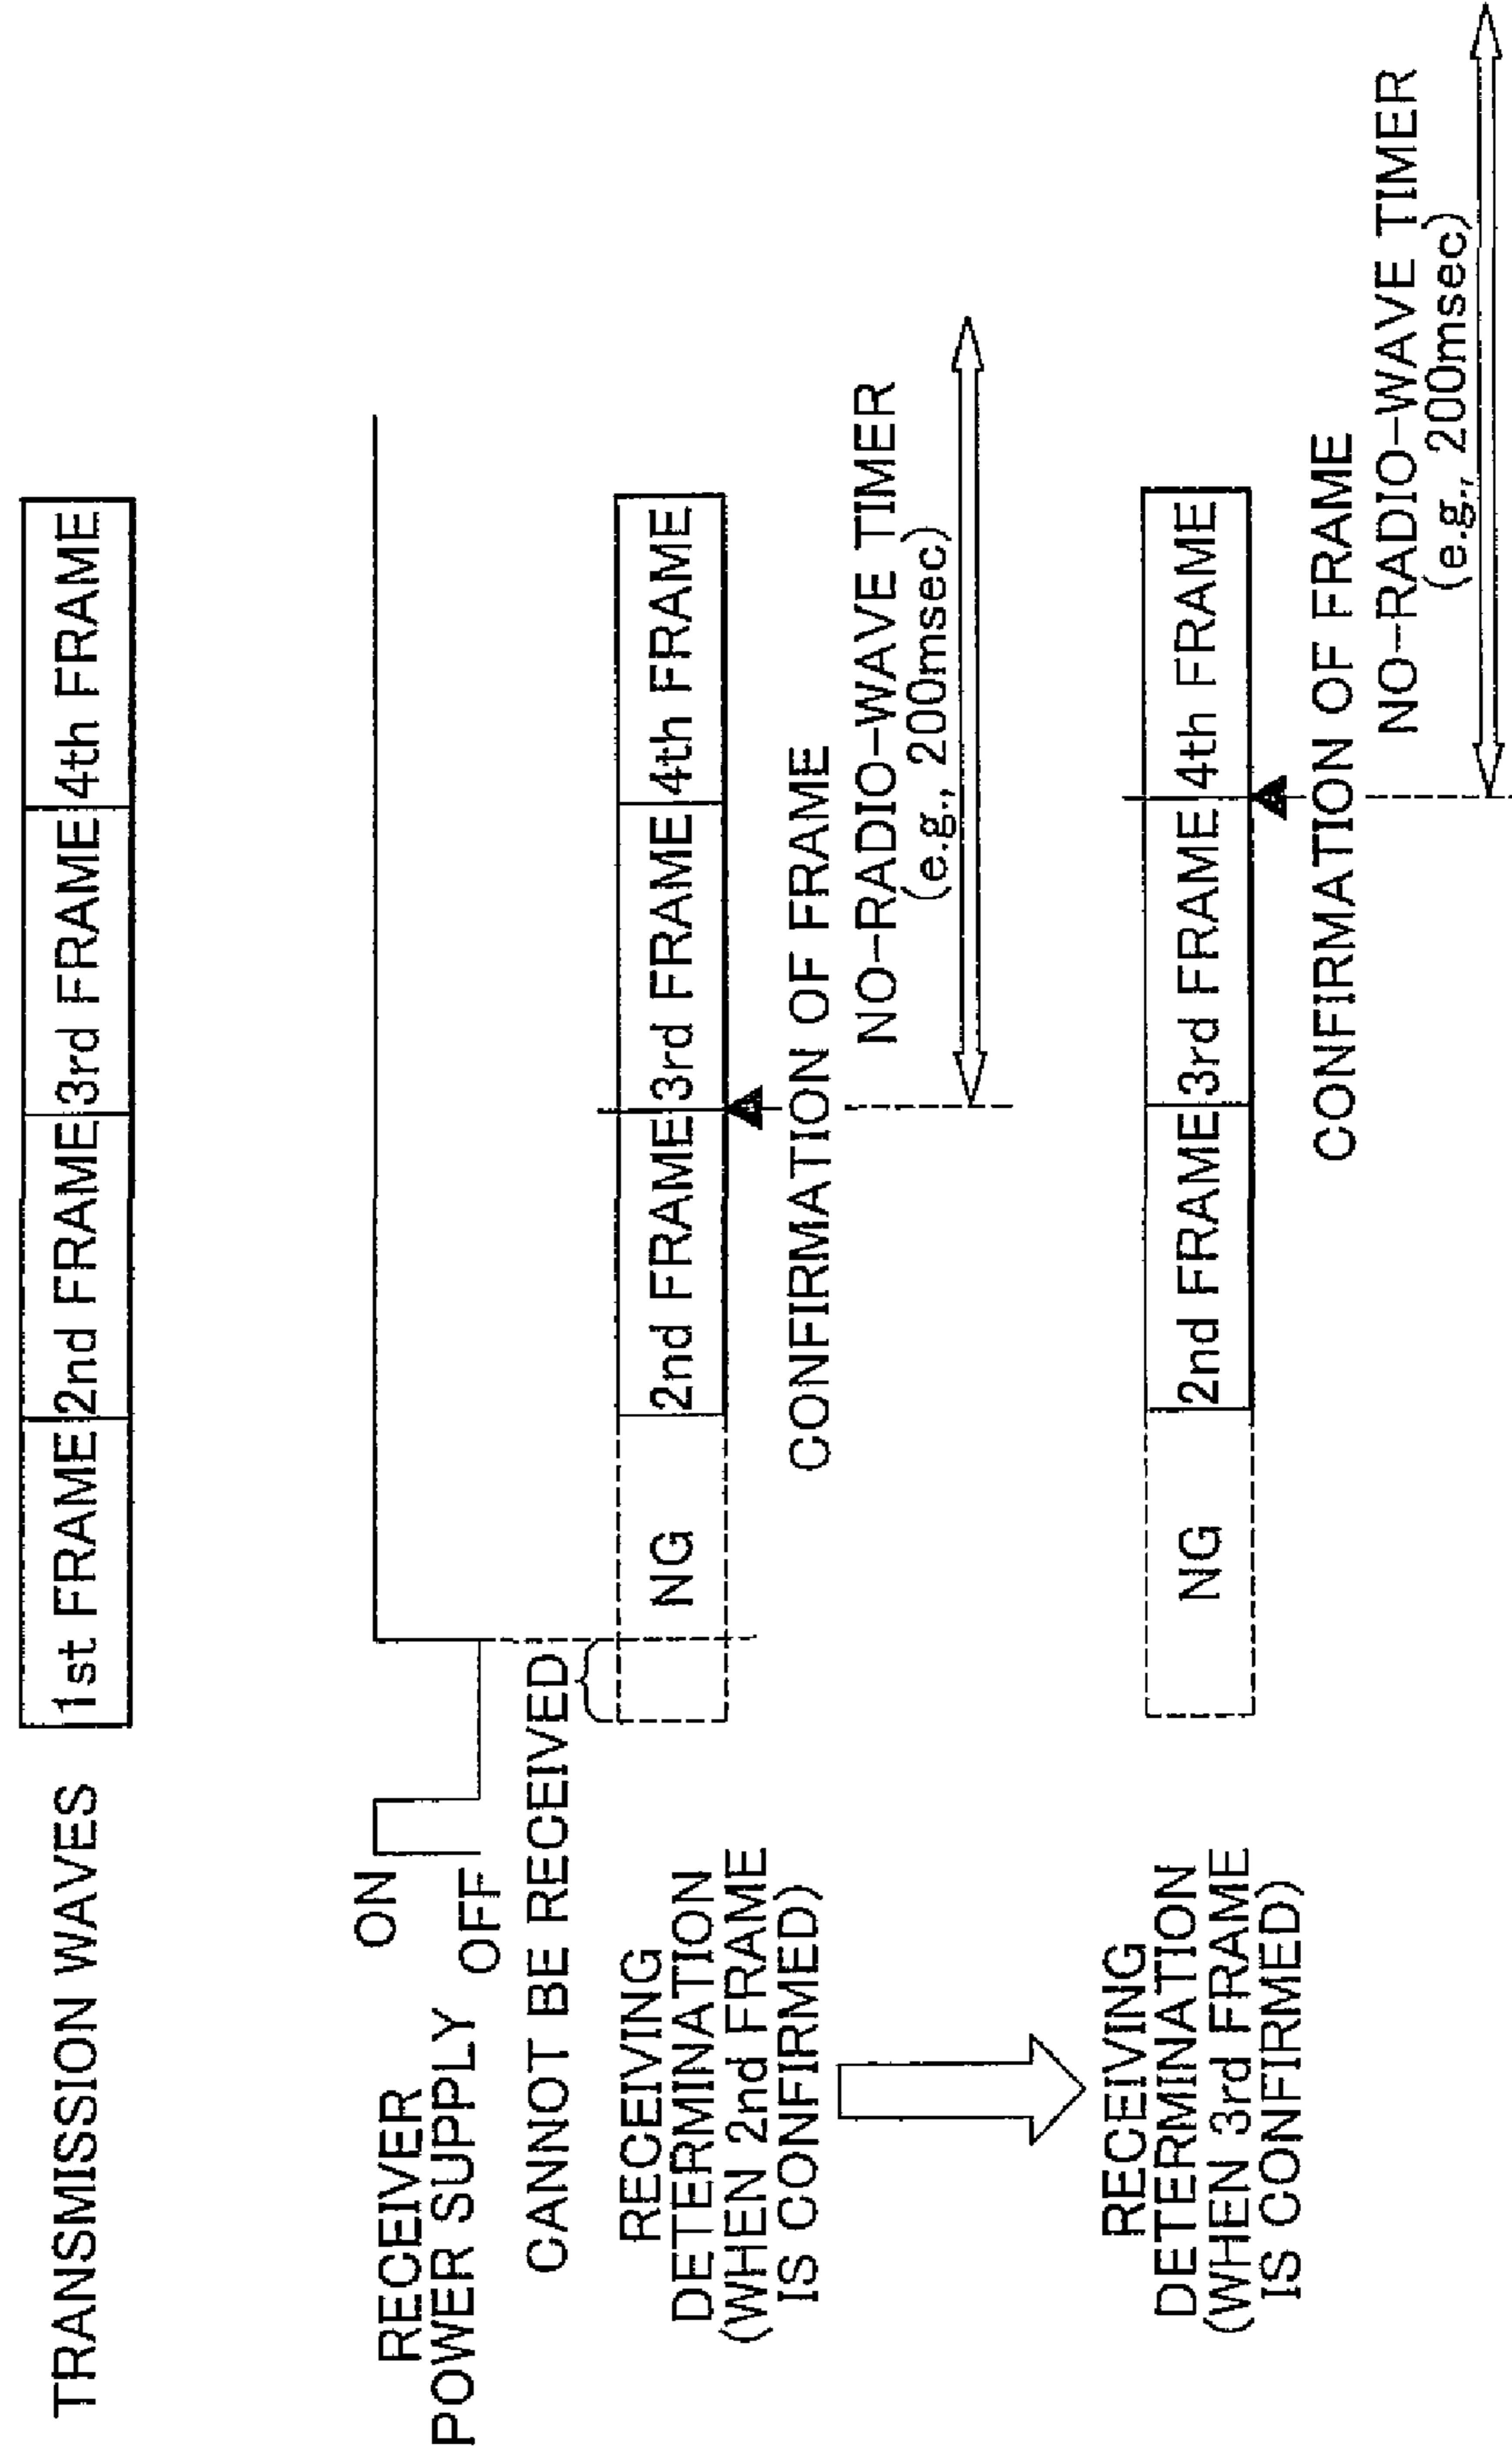 TRANSMISSION WAVES
1st FRAME
2nd FRAME
3rd FRAME
4th FRAME
RECEIVER
POWER SUPPLY
ON
OFF
CANNOT BE RECEIVED
RECEIVING
DETERMINATION
(WHEN 2nd FRAME
IS CONFIRMED)
NG
2nd FRAME
3rd FRAME
4th FRAME
CONFIRMATION OF FRAME
NO-RADIO-WAVE TIMER
(e.g., 200msec)
RECEIVING
DETERMINATION
(WHEN 3rd FRAME
IS CONFIRMED)
NG
2nd FRAME
3rd FRAME
4th FRAME
CONFIRMATION OF FRAME
NO-RADIO-WAVE TIMER
(e.g., 200msec)